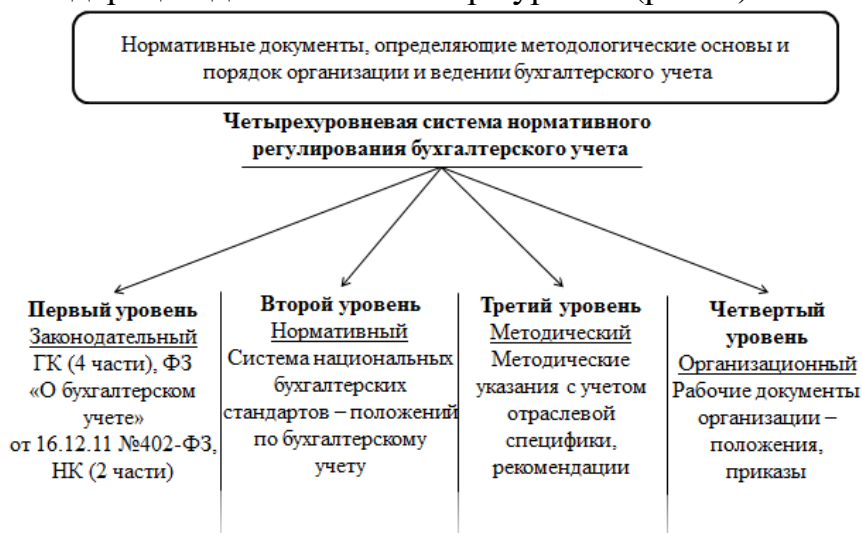 Нормативные документы, определяющие методологические основы и
порядок организации и ведении бухгалтерского учета
Четырехуровневая система нормативного
регулирования бухгалтерского учета
Первый уровень
Законодательный
ГК (4 части), ФЗ
«О бухгалтерском
учете»
от 16.12.11 №402-ФЗ,
НК (2 части)
Второй уровень
Нормативный
Система национальных
бухгалтерских
стандартов – положений
по бухгалтерскому
учету
Третий уровень
Методический
Методические
указания с учетом
отраслевой
специфики,
рекомендации
Четвертый
уровень
Организационный
Рабочие документы
организации –
положения,
приказы